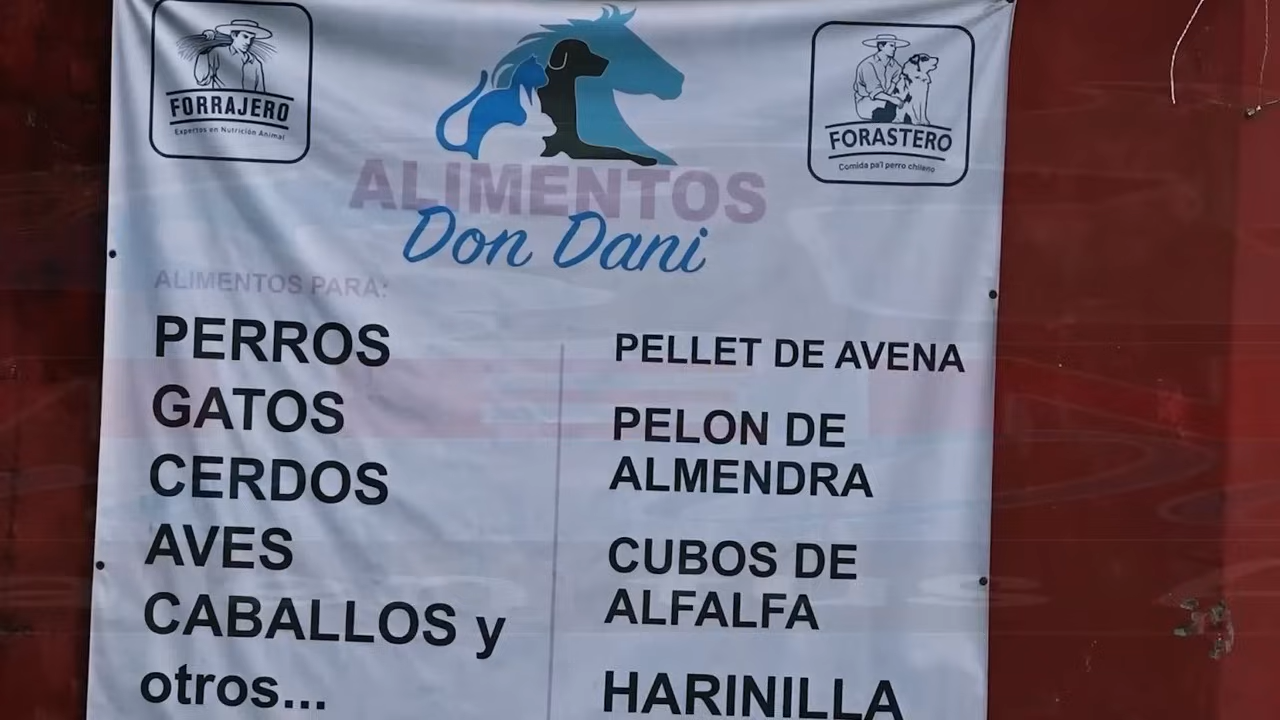 FORRAJERO
Expertos en Nutrición Animal
FORASTERO
Comida pa'l perro chileno
ALIMENTOS
Don Dani
ALIMENTOS PARA:
PERROS
GATOS
CERDOS
AVES
CABALLOS y
otros...
PELLET DE AVENA
PELON DE
ALMENDRA
CUBOS DE
ALFALFA
HARINILLA